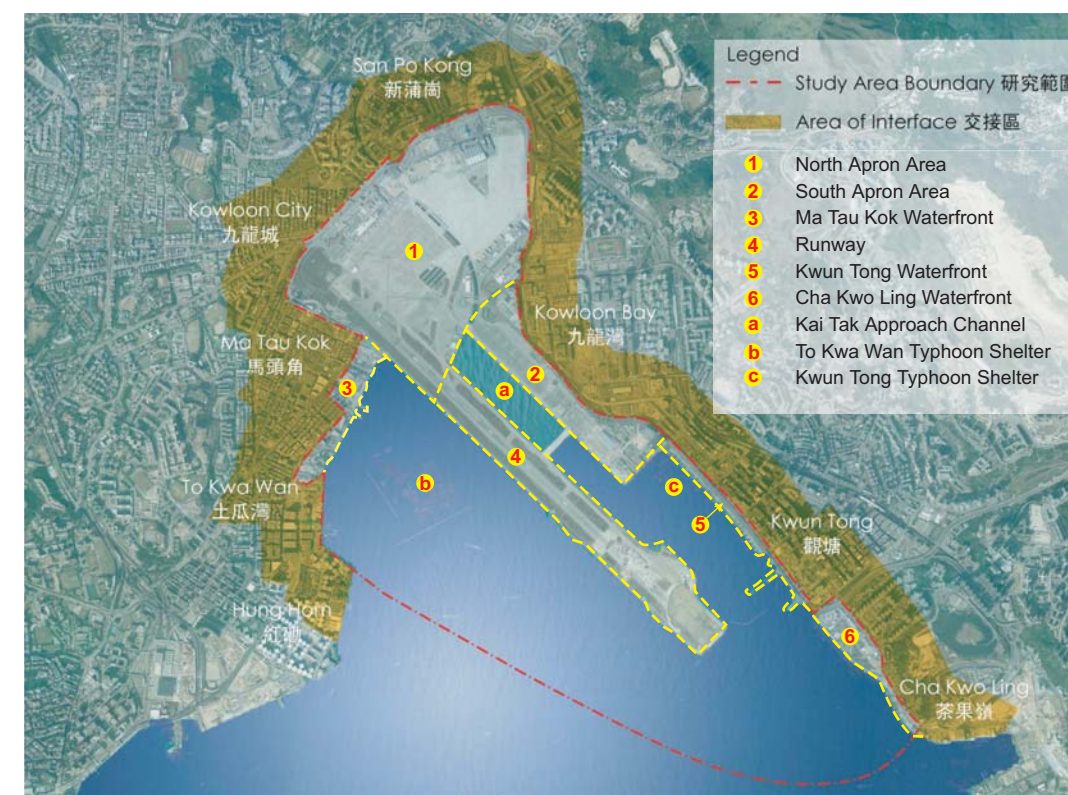 San Po Kong
新蒲崗
Kowloon City
九龍城
Ma Tau Kok
馬頭角
To Kwa Wan
土瓜灣
Hung Hom
紅磡
Kowloon Bay
九龍灣
Kwun Tong
觀塘
Cha Kwo Ling
茶果嶺
1
2
3
4
5
6
a
b
c
Legend
Study Area Boundary 研究範圍
Area of Interface 交接區
1 North Apron Area
2 South Apron Area
3 Ma Tau Kok Waterfront
4 Runway
5 Kwun Tong Waterfront
6 Cha Kwo Ling Waterfront
a Kai Tak Approach Channel
b To Kwa Wan Typhoon Shelter
c Kwun Tong Typhoon Shelter